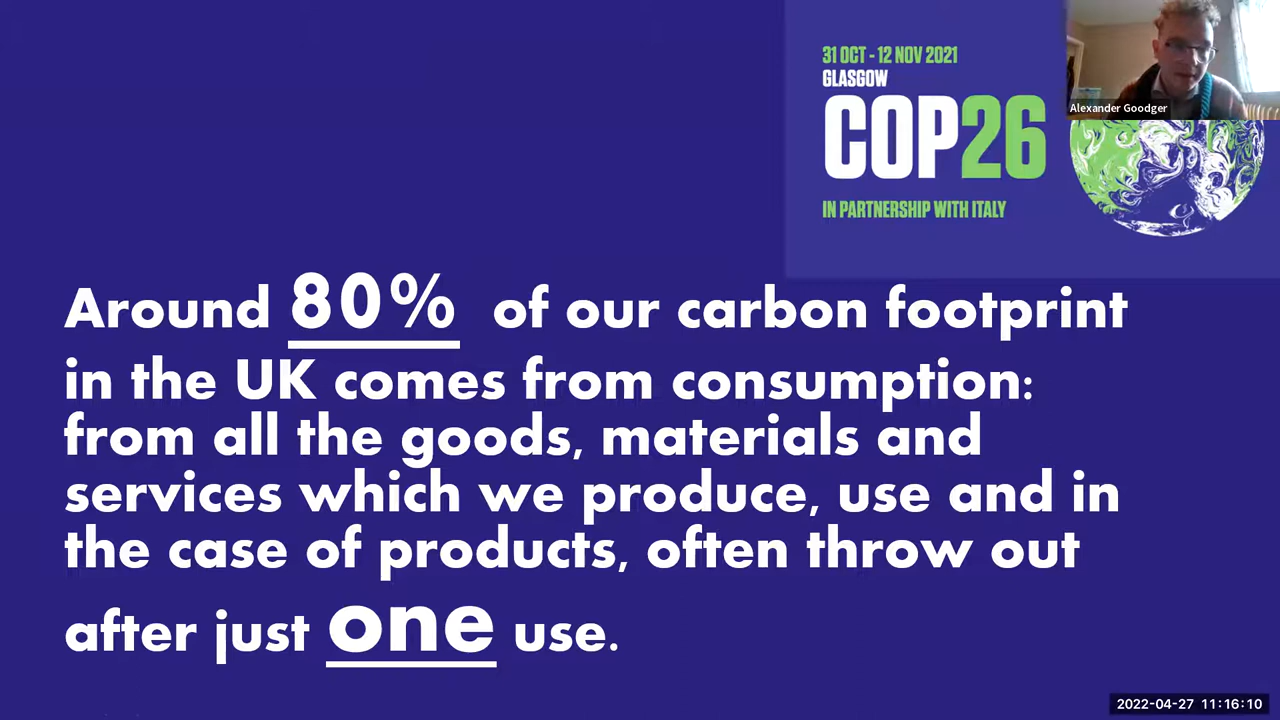 31 OCT - 12 NOV 2021
GLASGOW
COP26
IN PARTNERSHIP WITH ITALY
Alexander Goodger
Around 80% of our carbon footprint
in the UK comes from consumption:
from all the goods, materials and
services which we produce, use and in
the case of products, often throw out
after just one use.
2022-04-27 11:16:10